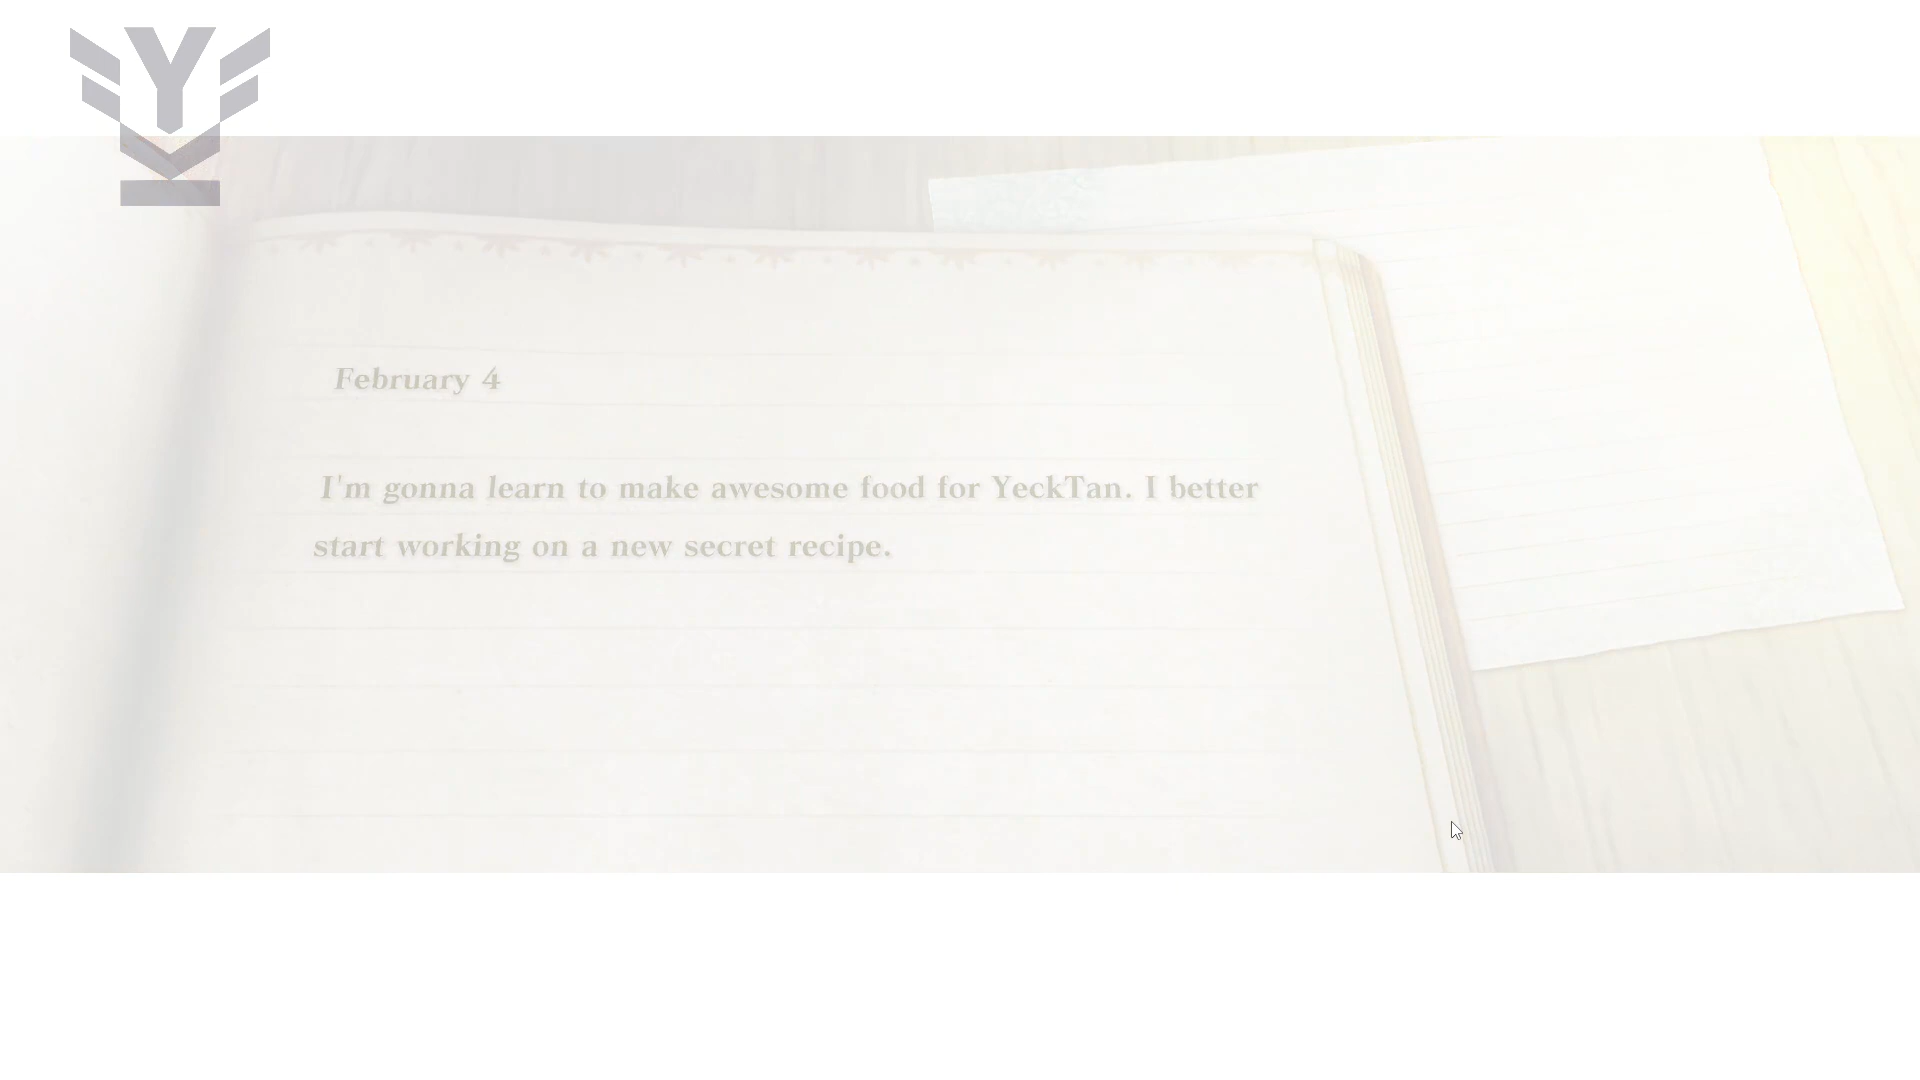 Y
February 4
I'm gonna learn to make awesome food for YeckTan. I better
start working on a new secret recipe.